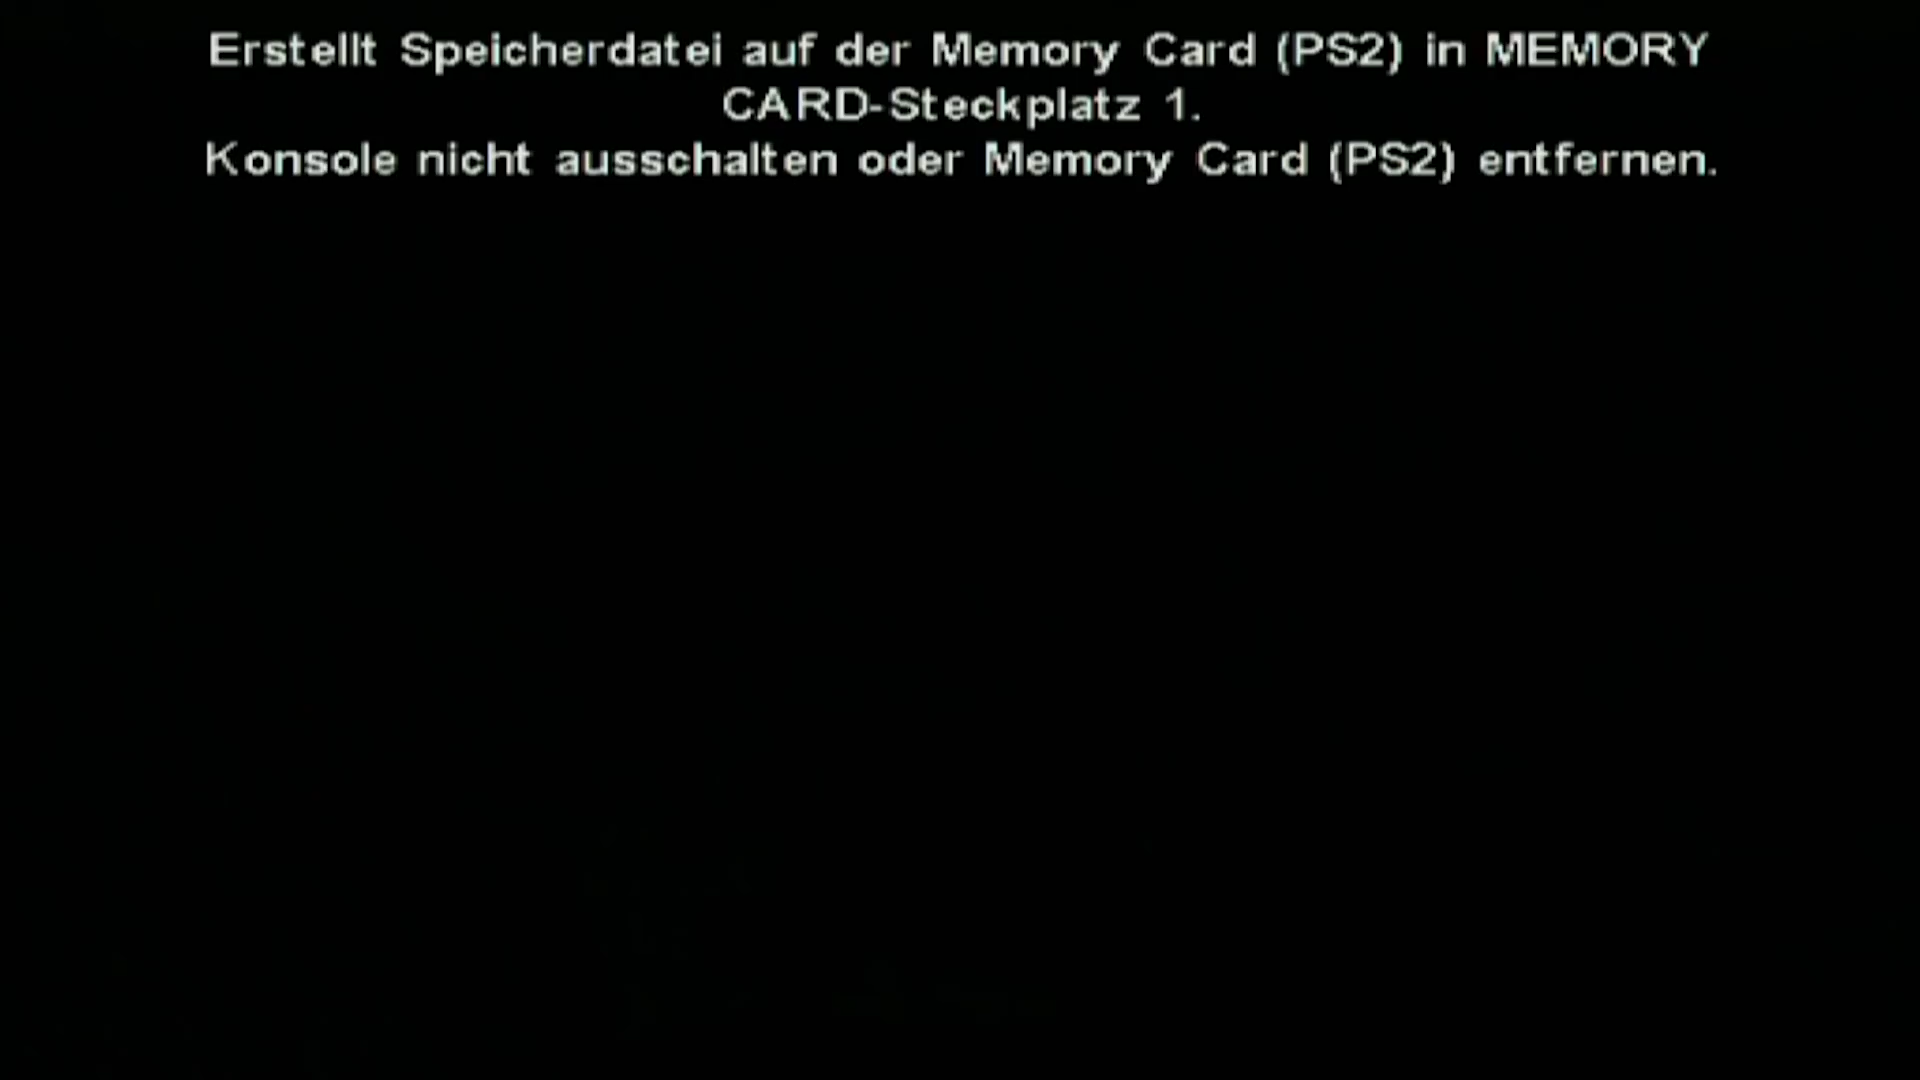 Erstellt Speicherdatei auf der Memory Card (PS2) in MEMORY
CARD-Steckplatz 1.
Konsole nicht ausschalten oder Memory Card (PS2) entfernen.